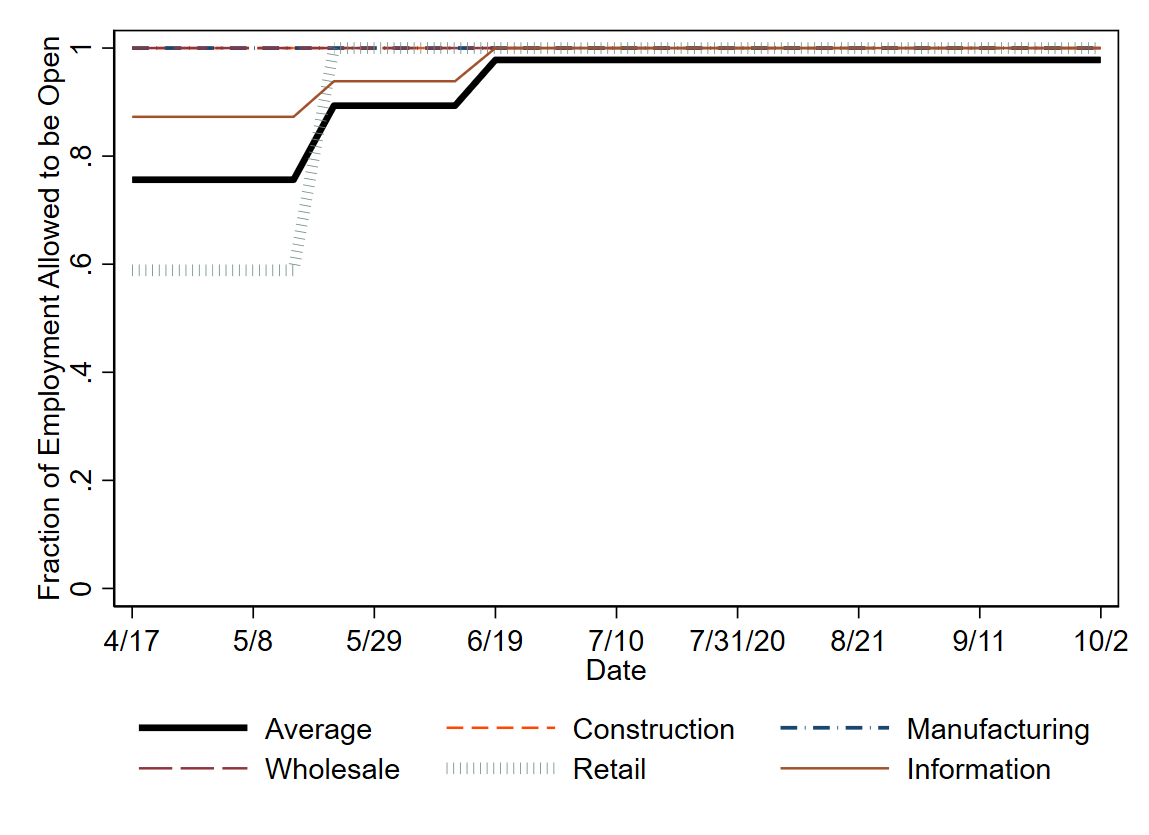 Fraction of Employment Allowed to be Open
1
.8
.6
.4
.2
0
4/17 5/8 5/29 6/19 7/10 7/31/20 8/21 9/11 10/2
Date
Average Construction Manufacturing
Wholesale Retail Information